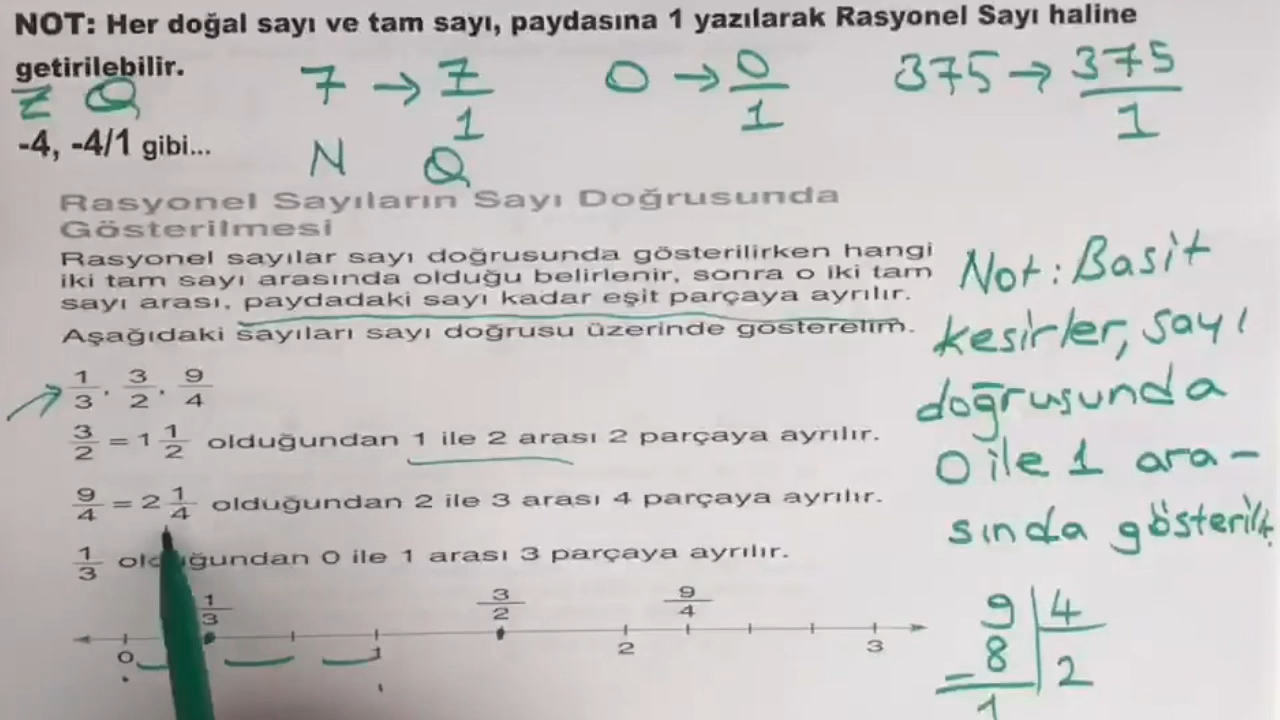 NOT: Her doğal sayı ve tam sayı, paydasına 1 yazılarak Rasyonel Sayı haline
getirilebilir.
7 → 7/1 0 → 0/1 375 → 375/1
Z Q
-4, -4/1 gibi...
N Q
Rasyonel Sayıların Sayı Doğrusunda
Gösterilmesi
Rasyonel sayılar sayı doğrusunda gösterilirken hangi
iki tam sayı arasında olduğu belirlenir, sonra o iki tam
sayı arası, paydadaki sayı kadar eşit parçaya ayrılır.
Aşağıdaki sayıları sayı doğrusu üzerinde gösterelim.
1/3, 3/2, 9/4
3/2 = 1 1/2 olduğundan 1 ile 2 arası 2 parçaya ayrılır.
9/4 = 2 1/4 olduğundan 2 ile 3 arası 4 parçaya ayrılır.
1/3 olduğundan 0 ile 1 arası 3 parçaya ayrılır.
1/3 3/2 9/4
0 1 2 3
Not: Basit
kesirler, sayı
doğrusunda
0 ile 1 ara-
sında gösterilir.
9 4
8 2
-
1